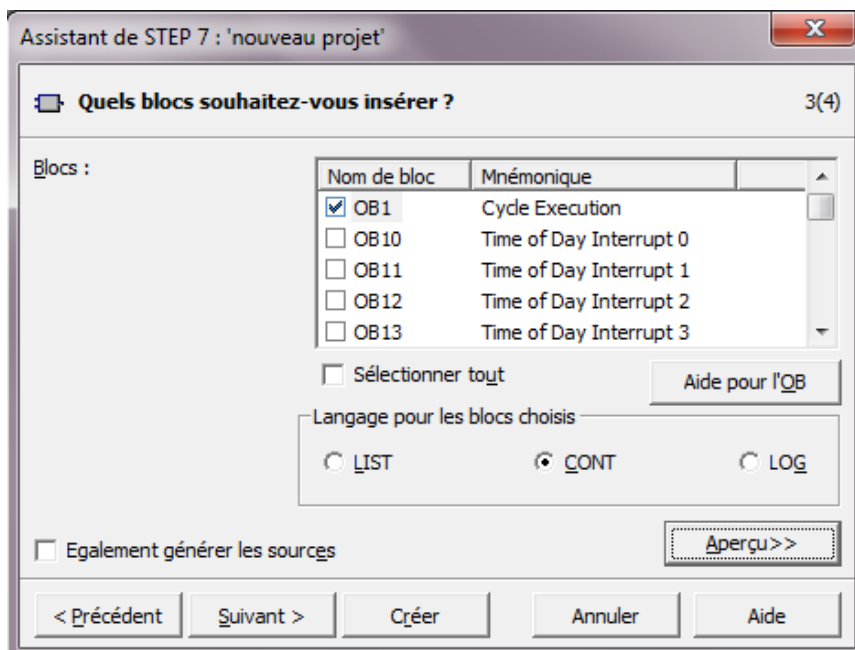 Assistant de STEP 7 : 'nouveau projet'
Quels blocs souhaitez-vous insérer ? 3(4)
Blocs :
Nom de bloc Mnémonique
OB1 Cycle Execution
OB10 Time of Day Interrupt 0
OB11 Time of Day Interrupt 1
OB12 Time of Day Interrupt 2
OB13 Time of Day Interrupt 3
Sélectionner tout
Aide pour l'OB
Langage pour les blocs choisis
LIST CONT LOG
Egalement générer les sources
Aperçu>>
< Précédent Suivant > Créer Annuler Aide